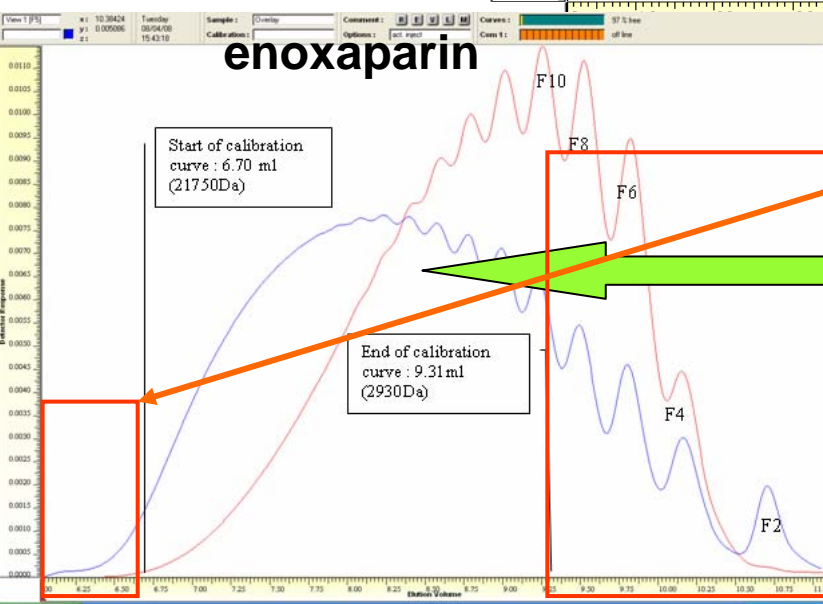 View 1 [F5]
x: 10.38424
y: 0.005086
z:
Tuesday
08/04/08
15:43:18
Sample: Overlay
Calibration:
Comment: R E V L M
Options: act. inject
Curves:
Com 1:
97 % free
off line
enoxaparin
F10
F8
F6
F4
F2
Start of calibration
curve : 6.70 ml
(21750Da)
End of calibration
curve : 9.31ml
(2930Da)
Detector Response
0.0110
0.0105
0.0100
0.0095
0.0090
0.0085
0.0080
0.0075
0.0070
0.0065
0.0060
0.0055
0.0050
0.0045
0.0040
0.0035
0.0030
0.0025
0.0020
0.0015
0.0010
0.0005
0.0000
6.25 6.50 6.75 7.00 7.25 7.50 7.75 8.00 8.25 8.50 8.75 9.00 9.25 9.50 9.75 10.00 10.25 10.50 10.75
Elution Volume